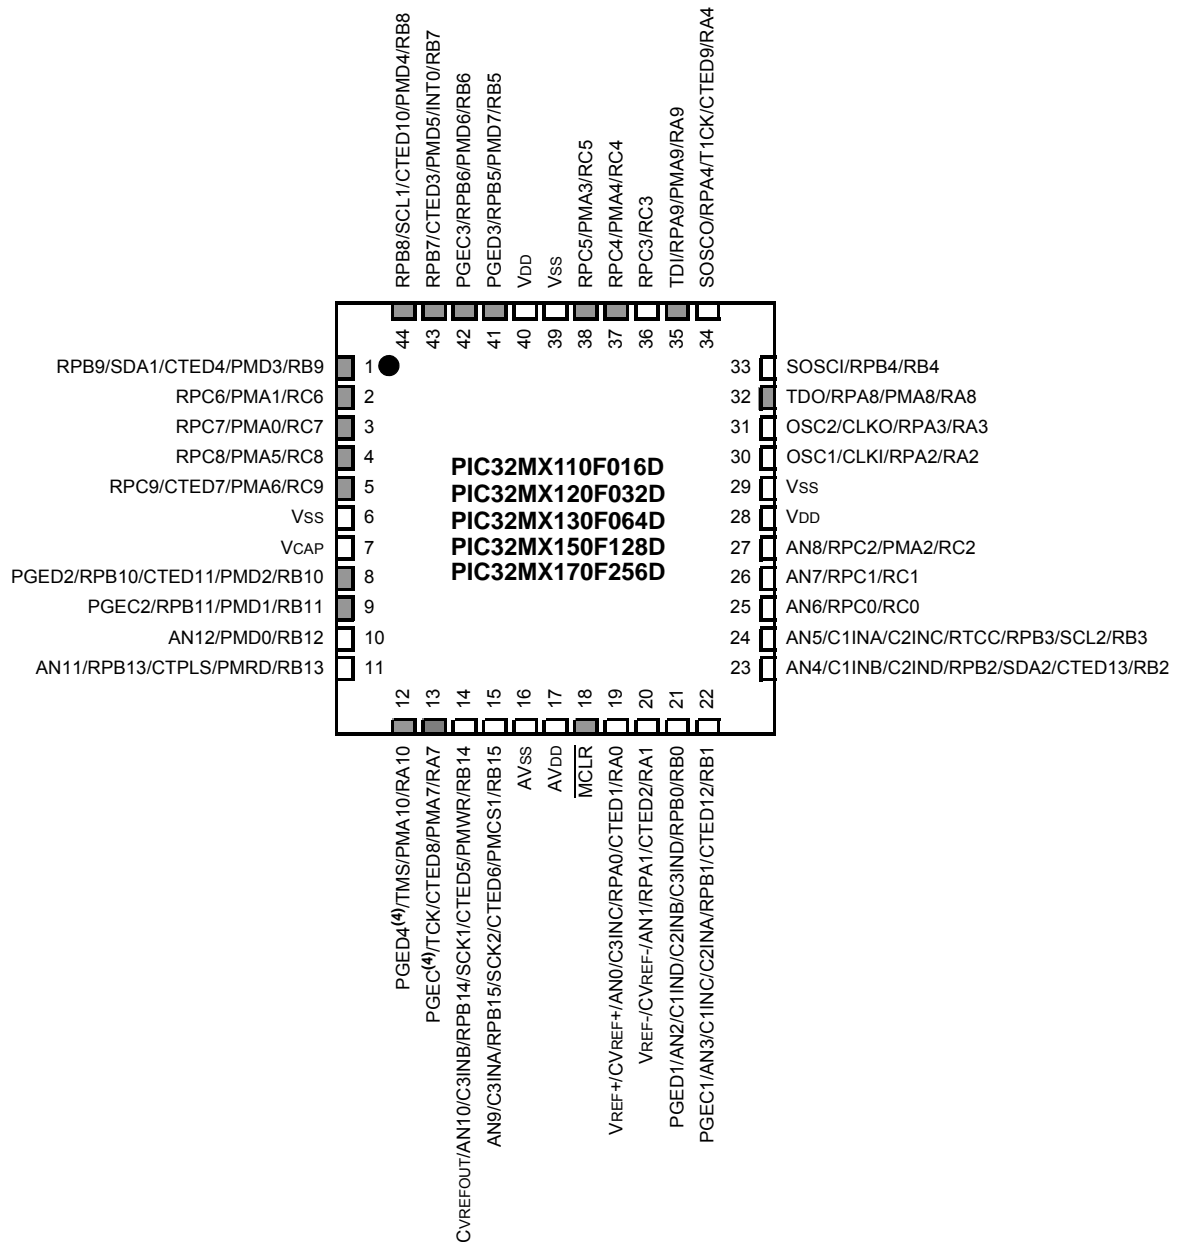 RPB8/SCL1/CTED10/PMD4/RB8
RPB7/CTED3/PMD5/INT0/RB7
PGEC3/RPB6/PMD6/RB6
PGED3/RPB5/PMD7/RB5
VDD
VSS
RPC5/PMA3/RC5
RPC4/PMA4/RC4
RPC3/RC3
TDI/RPA9/PMA9/RA9
SOSCO/RPA4/T1CK/CTED9/RA4
44 43 42 41 40 39 38 37 36 35 34
RPB9/SDA1/CTED4/PMD3/RB9 1
RPC6/PMA1/RC6 2
RPC7/PMA0/RC7 3
RPC8/PMA5/RC8 4
RPC9/CTED7/PMA6/RC9 5
VSS 6
VCAP 7
PGED2/RPB10/CTED11/PMD2/RB10 8
PGEC2/RPB11/PMD1/RB11 9
AN12/PMD0/RB12 10
AN11/RPB13/CTPLS/PMRD/RB13 11
PIC32MX110F016D
PIC32MX120F032D
PIC32MX130F064D
PIC32MX150F128D
PIC32MX170F256D
33 SOSCI/RPB4/RB4
32 TDO/RPA8/PMA8/RA8
31 OSC2/CLKO/RPA3/RA3
30 OSC1/CLKI/RPA2/RA2
29 VSS
28 VDD
27 AN8/RPC2/PMA2/RC2
26 AN7/RPC1/RC1
25 AN6/RPC0/RC0
24 AN5/C1INA/C2INC/RTCC/RPB3/SCL2/RB3
23 AN4/C1INB/C2IND/RPB2/SDA2/CTED13/RB2
12 13 14 15 16 17 18 19 20 21 22
PGED4(4)/TMS/PMA10/RA10
PGEC(4)/TCK/CTED8/PMA7/RA7
CVREFOUT/AN10/C3INB/RPB14/SCK1/CTED5/PMWR/RB14
AN9/C3INA/RPB15/SCK2/CTED6/PMCS1/RB15
AVSS
AVDD
MCLR
VREF+/CVREF+/AN0/C3INC/RPA0/CTED1/RA0
VREF-/CVREF-/AN1/RPA1/CTED2/RA1
PGED1/AN2/C1IND/C2INB/C3IND/RPB0/RB0
PGEC1/AN3/C1INC/C2INA/RPB1/CTED12/RB1